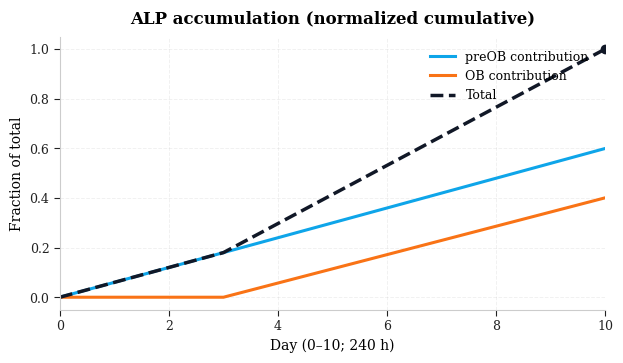 ALP accumulation (normalized cumulative)
1.0
0.8
0.6
0.4
0.2
0.0
Fraction of total
preOB contribution
OB contribution
Total
0 2 4 6 8 10
Day (0–10; 240 h)